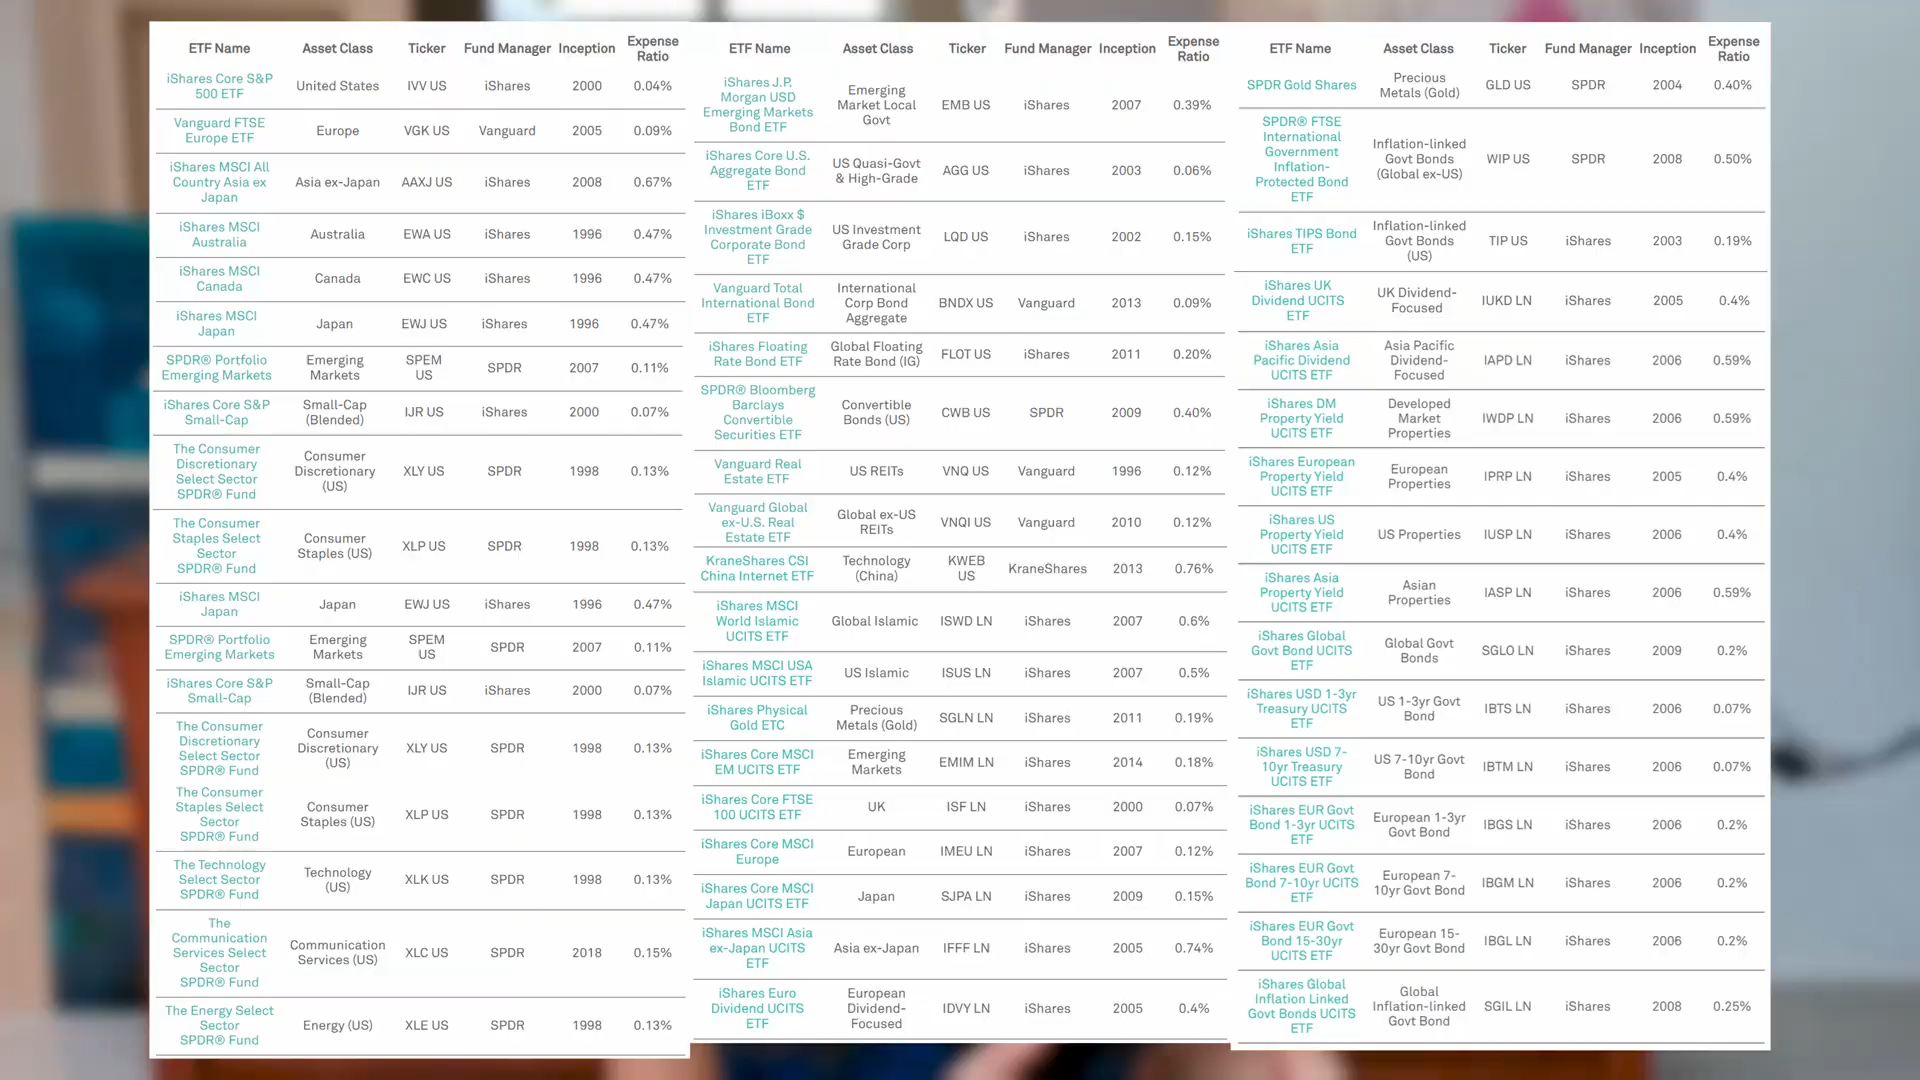 ETF Name Asset Class Ticker Fund Manager Inception Expense Ratio
iShares Core S&P 500 ETF United States IVV US iShares 2000 0.04%
Vanguard FTSE Europe ETF Europe VGK US Vanguard 2005 0.09%
iShares MSCI All Country Asia ex Japan Asia ex-Japan AAXJ US iShares 2008 0.67%
iShares MSCI Australia Australia EWA US iShares 1996 0.47%
iShares MSCI Canada Canada EWC US iShares 1996 0.47%
iShares MSCI Japan Japan EWJ US iShares 1996 0.47%
SPDR® Portfolio Emerging Markets Emerging Markets SPEM US SPDR 2007 0.11%
iShares Core S&P Small-Cap Small-Cap (Blended) IJR US iShares 2000 0.07%
The Consumer Discretionary Select Sector SPDR® Fund Consumer Discretionary (US) XLY US SPDR 1998 0.13%
The Consumer Staples Select Sector SPDR® Fund Consumer Staples (US) XLP US SPDR 1998 0.13%
iShares MSCI Japan Japan EWJ US iShares 1996 0.47%
SPDR® Portfolio Emerging Markets Emerging Markets SPEM US SPDR 2007 0.11%
iShares Core S&P Small-Cap Small-Cap (Blended) IJR US iShares 2000 0.07%
The Consumer Discretionary Select Sector SPDR® Fund Consumer Discretionary (US) XLY US SPDR 1998 0.13%
The Consumer Staples Select Sector SPDR® Fund Consumer Staples (US) XLP US SPDR 1998 0.13%
The Technology Select Sector SPDR® Fund Technology (US) XLK US SPDR 1998 0.13%
The Communication Services Select Sector SPDR® Fund Communication Services (US) XLC US SPDR 2018 0.15%
The Energy Select Sector SPDR® Fund Energy (US) XLE US SPDR 1998 0.13%
ETF Name Asset Class Ticker Fund Manager Inception Expense Ratio
iShares J.P. Morgan USD Emerging Markets Bond ETF Emerging Market Local Govt EMB US iShares 2007 0.39%
iShares Core U.S. Aggregate Bond ETF US Quasi-Govt & High-Grade AGG US iShares 2003 0.06%
iShares iBoxx $ Investment Grade Corporate Bond ETF US Investment Grade Corp LQD US iShares 2002 0.15%
Vanguard Total International Bond ETF International Corp Bond Aggregate BNDX US Vanguard 2013 0.09%
iShares Floating Rate Bond ETF Global Floating Rate Bond (IG) FLOT US iShares 2011 0.20%
SPDR® Bloomberg Barclays Convertible Securities ETF Convertible Bonds (US) CWB US SPDR 2009 0.40%
Vanguard Real Estate ETF US REITs VNQ US Vanguard 1996 0.12%
Vanguard Global ex-U.S. Real Estate ETF Global ex-US REITs VNQI US Vanguard 2010 0.12%
KraneShares CSI China Internet ETF Technology (China) KWEB US KraneShares 2013 0.76%
iShares MSCI World Islamic UCITS ETF Global Islamic ISWD LN iShares 2007 0.6%
iShares MSCI USA Islamic UCITS ETF US Islamic ISUS LN iShares 2007 0.5%
iShares Physical Gold ETC Precious Metals (Gold) SGLN LN iShares 2011 0.19%
iShares Core MSCI EM UCITS ETF Emerging Markets EMIM LN iShares 2014 0.18%
iShares Core FTSE 100 UCITS ETF UK ISF LN iShares 2000 0.07%
iShares Core MSCI Europe European IMEU LN iShares 2007 0.12%
iShares Core MSCI Japan UCITS ETF Japan SJPA LN iShares 2009 0.15%
iShares MSCI Asia ex-Japan UCITS ETF Asia ex-Japan IFFF LN iShares 2005 0.74%
iShares Euro Dividend UCITS ETF European Dividend-Focused IDVY LN iShares 2005 0.4%
ETF Name Asset Class Ticker Fund Manager Inception Expense Ratio
SPDR Gold Shares Precious Metals (Gold) GLD US SPDR 2004 0.40%
SPDR® FTSE International Government Inflation-Protected Bond ETF Inflation-linked Govt Bonds (Global ex-US) WIP US SPDR 2008 0.50%
iShares TIPS Bond ETF Inflation-linked Govt Bonds (US) TIP US iShares 2003 0.19%
iShares UK Dividend UCITS ETF UK Dividend-Focused IUKD LN iShares 2005 0.4%
iShares Asia Pacific Dividend UCITS ETF Asia Pacific Dividend-Focused IAPD LN iShares 2006 0.59%
iShares DM Property Yield UCITS ETF Developed Market Properties IWDP LN iShares 2006 0.59%
iShares European Property Yield UCITS ETF European Properties IPRP LN iShares 2005 0.4%
iShares US Property Yield UCITS ETF US Properties IUSP LN iShares 2006 0.4%
iShares Asia Property Yield UCITS ETF Asian Properties IASP LN iShares 2006 0.59%
iShares Global Govt Bond UCITS ETF Global Govt Bonds SGLO LN iShares 2009 0.2%
iShares USD 1-3yr Treasury UCITS ETF US 1-3yr Govt Bond IBTS LN iShares 2006 0.07%
iShares USD 7-10yr Treasury UCITS ETF US 7-10yr Govt Bond IBTM LN iShares 2006 0.07%
iShares EUR Govt Bond 1-3yr UCITS ETF European 1-3yr Govt Bond IBGS LN iShares 2006 0.2%
iShares EUR Govt Bond 7-10yr UCITS ETF European 7-10yr Govt Bond IBGM LN iShares 2006 0.2%
iShares EUR Govt Bond 15-30yr UCITS ETF European 15-30yr Govt Bond IBGL LN iShares 2006 0.2%
iShares Global Inflation Linked Govt Bonds UCITS ETF Global Inflation-linked Govt Bond SGIL LN iShares 2008 0.25%